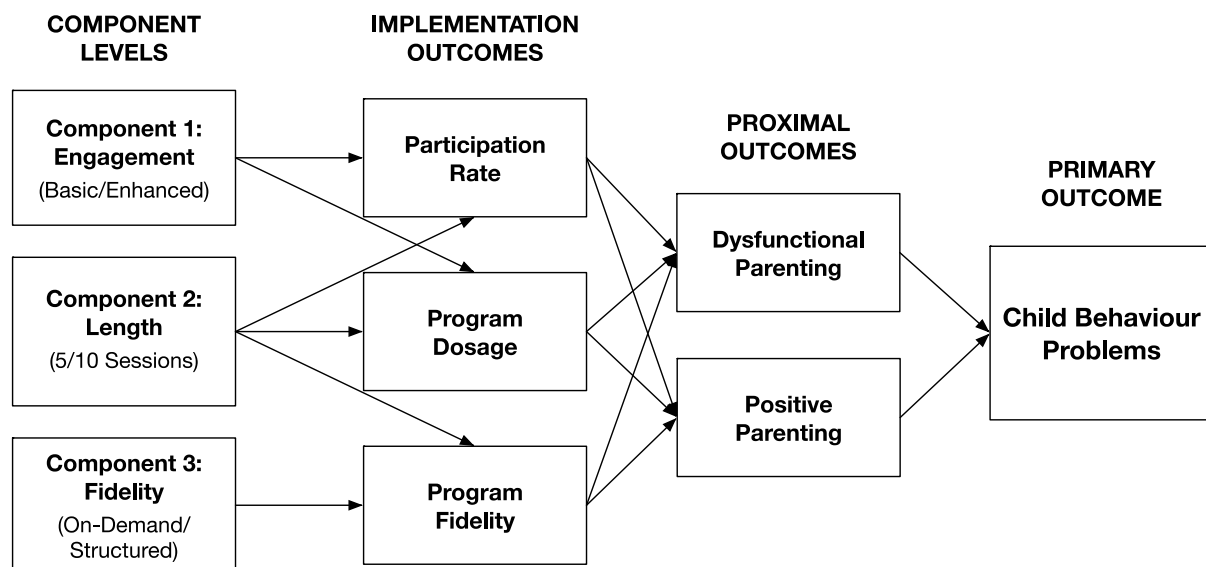 COMPONENT
LEVELS
Component 1:
Engagement
(Basic/Enhanced)
Component 2:
Length
(5/10 Sessions)
Component 3:
Fidelity
(On-Demand/
Structured)
IMPLEMENTATION
OUTCOMES
Participation
Rate
Program
Dosage
Program
Fidelity
PROXIMAL
OUTCOMES
Dysfunctional
Parenting
Positive
Parenting
PRIMARY
OUTCOME
Child Behaviour
Problems